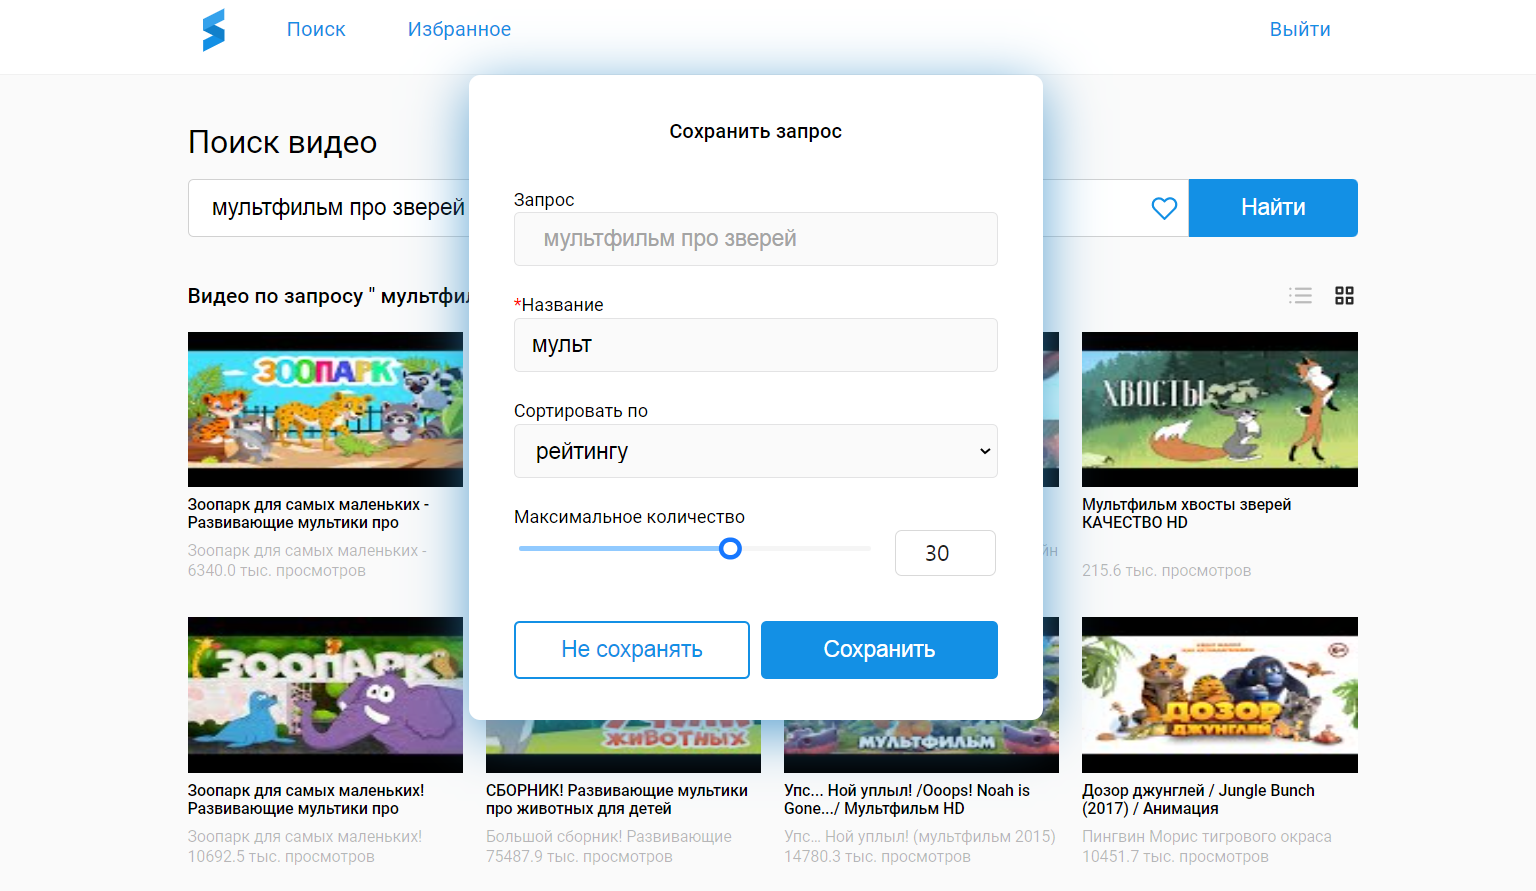 Поиск
Избранное
Выйти
Поиск видео
мультфильм про зверей
Найти
Видео по запросу " мультфил
Сохранить запрос
Запрос
мультфильм про зверей
*Название
мульт
Сортировать по
рейтингу
Максимальное количество
30
Не сохранять
Сохранить
ЗООПАРК
Зоопарк для самых маленьких -
Развивающие мультики про
Зоопарк для самых маленьких -
6340.0 тыс. просмотров
йн
ХВОСТЫ
Мультфильм хвосты зверей
КАЧЕСТВО HD
215.6 тыс. просмотров
ЗООПАРК
Зоопарк для самых маленьких!
Развивающие мультики про
Зоопарк для самых маленьких!
10692.5 тыс. просмотров
ЖИВОТНЫХ
СБОРНИК! Развивающие мультики
про животных для детей
Большой сборник! Развивающие
75487.9 тыс. просмотров
МУЛЬТФИЛЬМ
Упс... Ной уплыл! /Ooops! Noah is
Gone.../ Мультфильм HD
Упс... Ной уплыл! (мультфильм 2015)
14780.3 тыс. просмотров
6+
ДОЗОР
ДЖУНГЛЕЙ
Дозор джунглей / Jungle Bunch
(2017) / Анимация
Пингвин Морис тигрового окраса
10451.7 тыс. просмотров